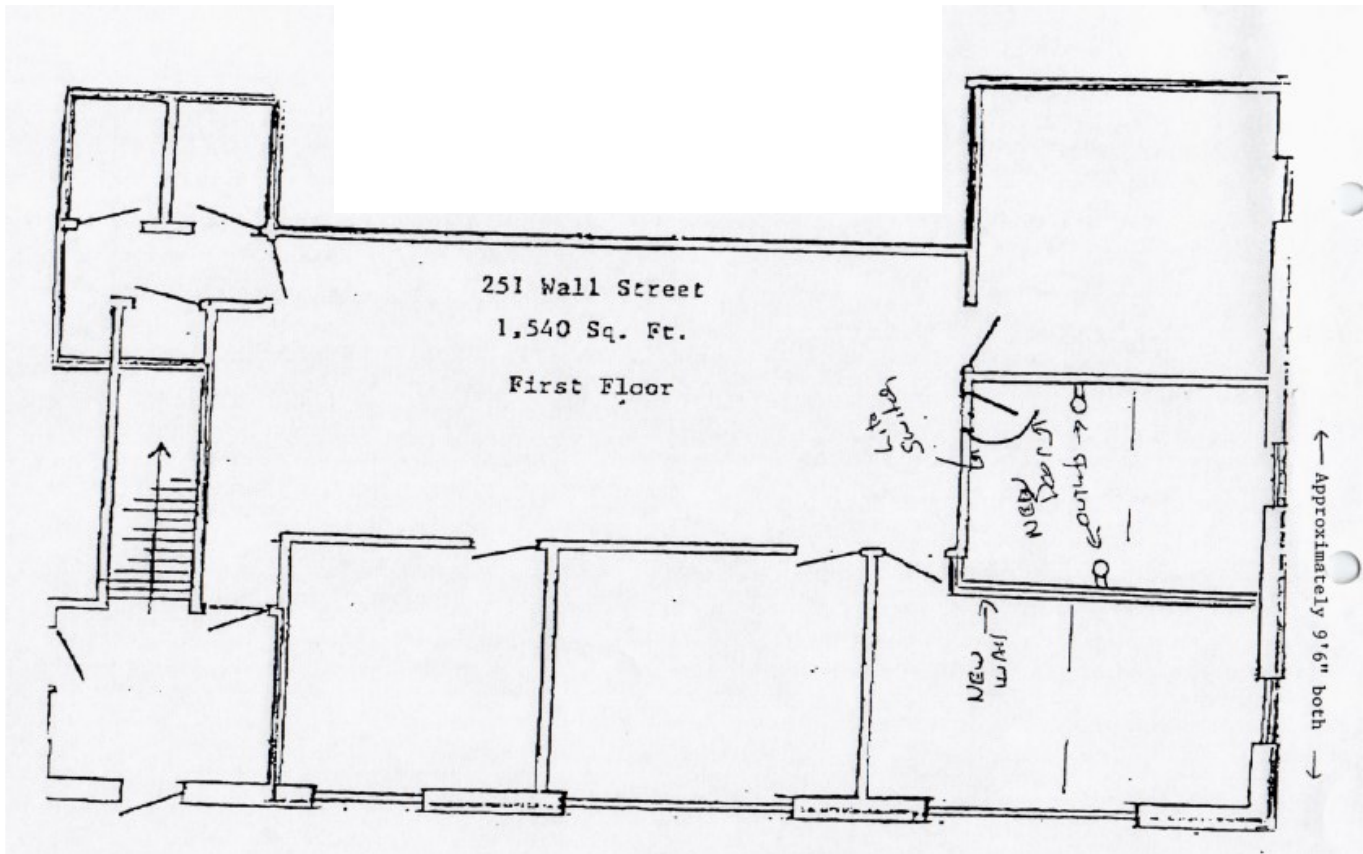 251 Wall Street
1,540 Sq. Ft.
First Floor
Switch
NEW
Door
outlets
NEW
WAll
← Approximately 9'6" both →